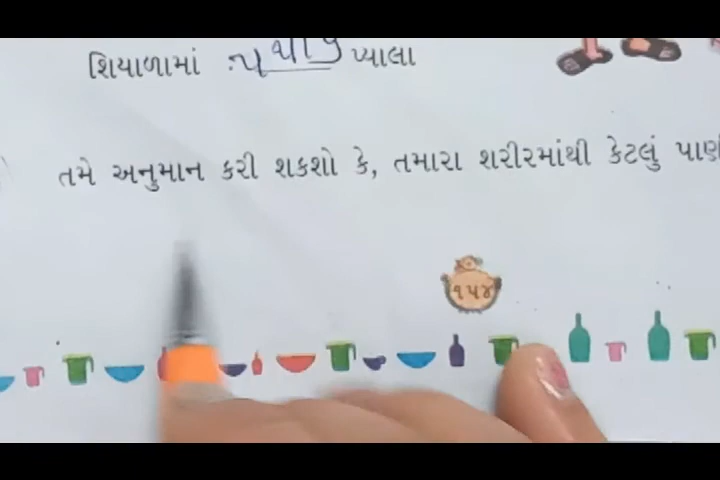 શિયાળામાં પ્યાલા
તમે અનુમાન કરી શકશો કે, તમારા શરીરમાંથી કેટલું પાણી
૧૫૪